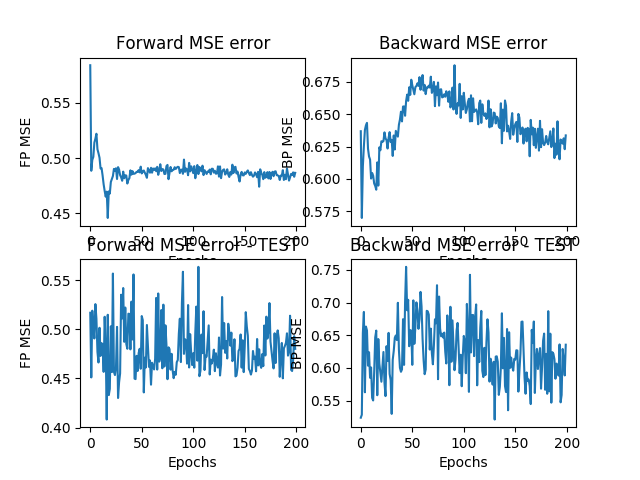 Forward MSE error
FP MSE
0.55
0.50
0.45
0 50 100 150 200
Epochs
Backward MSE error
BP MSE
0.675
0.650
0.625
0.600
0.575
0 50 100 150 200
Forward MSE error - TEST
FP MSE
0.55
0.50
0.45
0.40
0 50 100 150 200
Epochs
Backward MSE error - TEST
BP MSE
0.75
0.70
0.65
0.60
0.55
0 50 100 150 200
Epochs